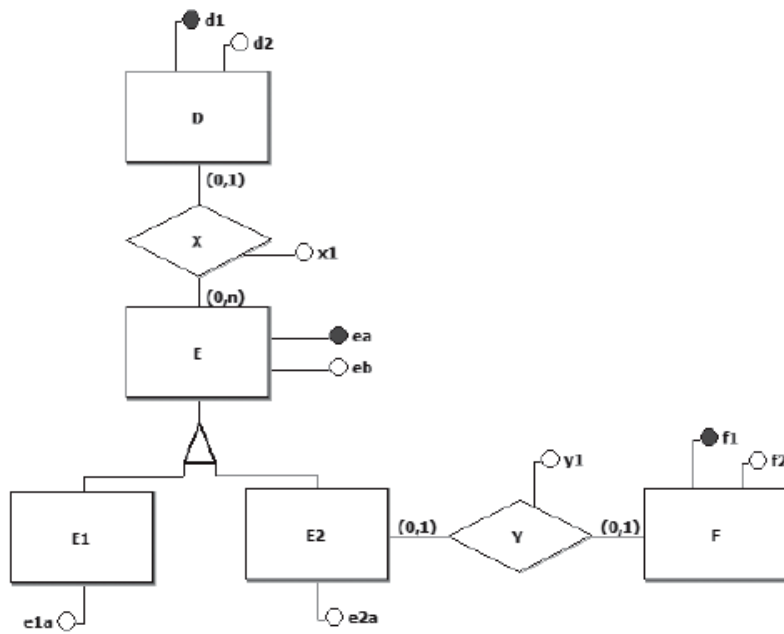 d1
d2
D
(0,1)
X
x1
(0,n)
E
ea
eb
f1
f2
y1
E1
E2
(0,1)
Y
(0,1)
F
e1a
e2a